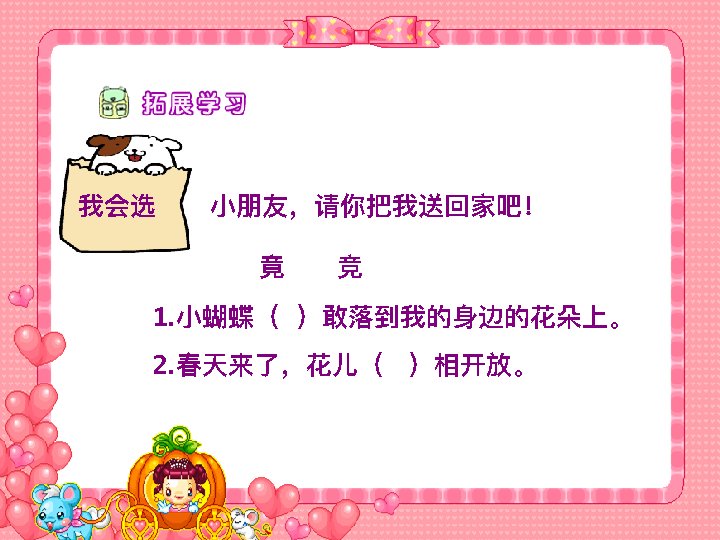 拓展学习
我会选 小朋友，请你把我送回家吧！
竟 竞
1.小蝴蝶（ ）敢落到我的身边的花朵上。
2.春天来了，花儿（ ）相开放。